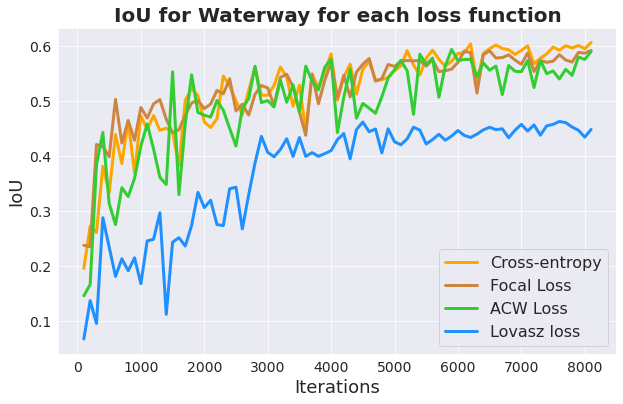 IoU for Waterway for each loss function
IoU
0.6
0.5
0.4
0.3
0.2
0.1
0 1000 2000 3000 4000 5000 6000 7000 8000
Iterations
Cross-entropy
Focal Loss
ACW Loss
Lovasz loss